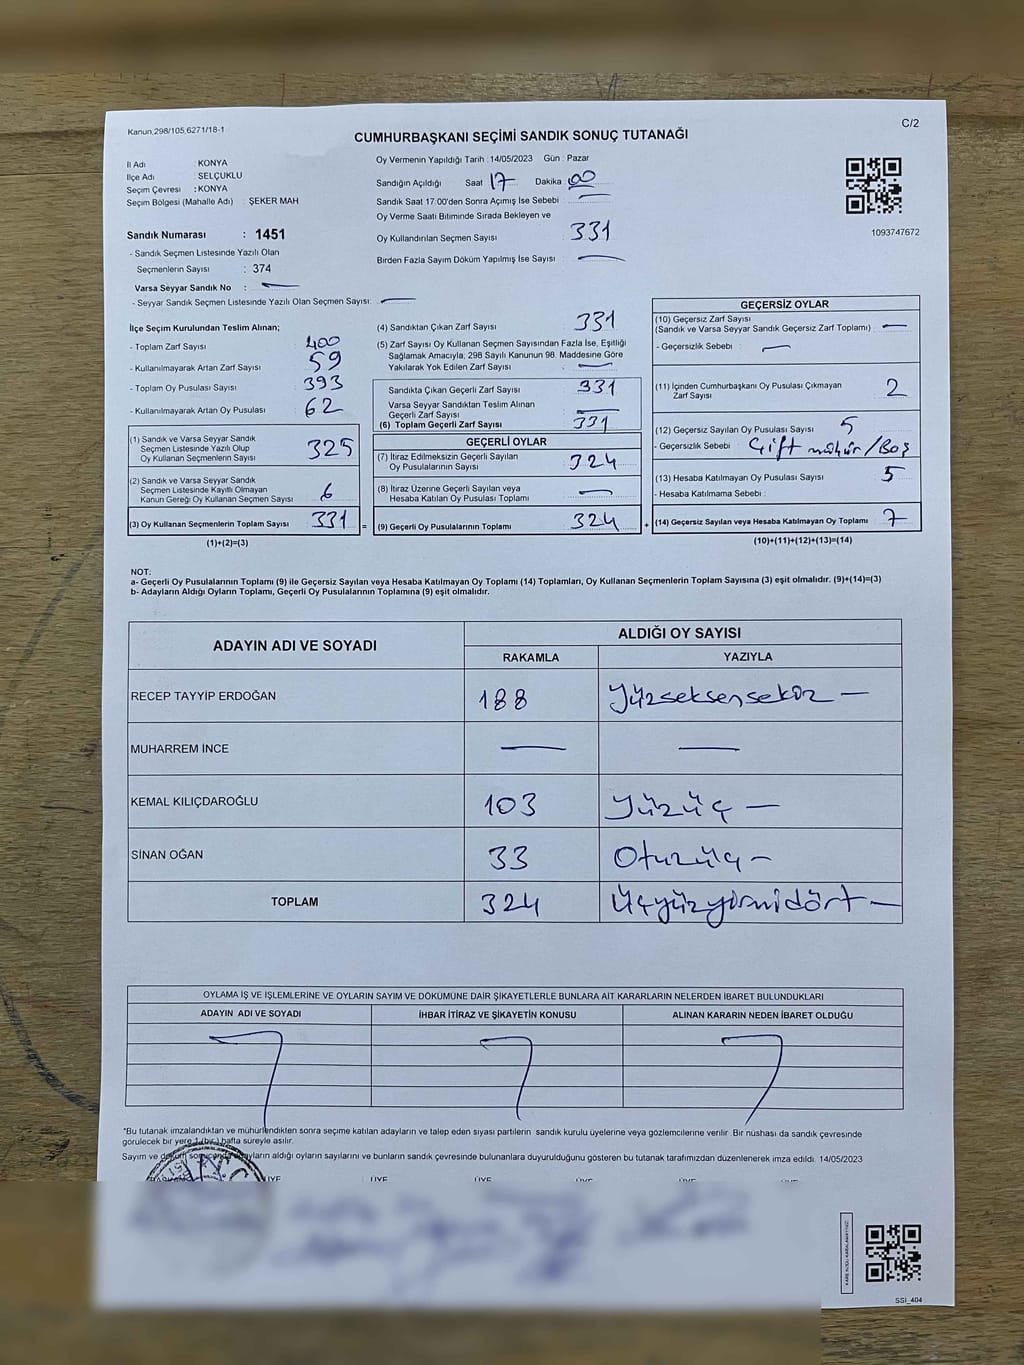 Kanun,298/105,6271/18-1
C/2
CUMHURBAŞKANI SEÇİMİ SANDIK SONUÇ TUTANAĞI
İl Adı : KONYA
İlçe Adı : SELÇUKLU
Seçim Çevresi : KONYA
Seçim Bölgesi (Mahalle Adı) : ŞEKER MAH
Sandık Numarası : 1451
- Sandık Seçmen Listesinde Yazılı Olan
Seçmenlerin Sayısı : 374
Varsa Seyyar Sandık No : —
- Seyyar Sandık Seçmen Listesinde Yazılı Olan Seçmen Sayısı: —
Oy Vermenin Yapıldığı Tarih :14/05/2023 Gün : Pazar
Sandığın Açıldığı Saat 17 Dakika 00
Sandık Saat 17:00'den Sonra Açımış İse Sebebi —
Oy Verme Saati Bitiminde Sırada Bekleyen ve
Oy Kullandırılan Seçmen Sayısı : 331
Birden Fazla Sayım Döküm Yapılmış İse Sayısı : —
1093747672
İlçe Seçim Kurulundan Teslim Alınan;
- Toplam Zarf Sayısı : 400
- Kullanılmayarak Artan Zarf Sayısı : 59
- Toplam Oy Pusulası Sayısı : 393
- Kullanılmayarak Artan Oy Pusulası : 62
(1) Sandık ve Varsa Seyyar Sandık
Seçmen Listesinde Yazılı Olup
Oy Kullanan Seçmenlerin Sayısı : 325
(2) Sandık ve Varsa Seyyar Sandık
Seçmen Listesinde Kayıtlı Olmayan
Kanun Gereği Oy Kullanan Seçmen Sayısı : 6
(3) Oy Kullanan Seçmenlerin Toplam Sayısı : 331 =
(1)+(2)=(3)
(4) Sandıktan Çıkan Zarf Sayısı : 331
(5) Zarf Sayısı Oy Kullanan Seçmen Sayısından Fazla İse, Eşitliği
Sağlamak Amacıyla, 298 Sayılı Kanunun 98. Maddesine Göre
Yakılarak Yok Edilen Zarf Sayısı : —
Sandıkta Çıkan Geçerli Zarf Sayısı : 331
Varsa Seyyar Sandıktan Teslim Alınan
Geçerli Zarf Sayısı : —
(6) Toplam Geçerli Zarf Sayısı : 331
GEÇERLİ OYLAR
(7) İtiraz Edilmeksizin Geçerli Sayılan
Oy Pusulalarının Sayısı : 324
(8) İtiraz Üzerine Geçerli Sayılan veya
Hesaba Katılan Oy Pusulası Toplamı : —
(9) Geçerli Oy Pusulalarının Toplamı : 324 +
GEÇERSİZ OYLAR
(10) Geçersiz Zarf Sayısı
(Sandık ve Varsa Seyyar Sandık Geçersiz Zarf Toplamı) : —
- Geçersizlik Sebebi : —
(11) İçinden Cumhurbaşkanı Oy Pusulası Çıkmayan
Zarf Sayısı : 2
(12) Geçersiz Sayılan Oy Pusulası Sayısı : 5
- Geçersizlik Sebebi : Çift mühür/Boş
(13) Hesaba Katılmayan Oy Pusulası Sayısı : 5
- Hesaba Katılmama Sebebi :
(14) Geçersiz Sayılan veya Hesaba Katılmayan Oy Toplamı : 7
(10)+(11)+(12)+(13)=(14)
NOT:
a- Geçerli Oy Pusulalarının Toplamı (9) ile Geçersiz Sayılan veya Hesaba Katılmayan Oy Toplamı (14) Toplamları, Oy Kullanan Seçmenlerin Toplam Sayısına (3) eşit olmalıdır. (9)+(14)=(3)
b- Adayların Aldığı Oyların Toplamı, Geçerli Oy Pusulalarının Toplamına (9) eşit olmalıdır.
ADAYIN ADI VE SOYADI
ALDIĞI OY SAYISI
RAKAMLA YAZIYLA
RECEP TAYYİP ERDOĞAN 188 Yüzseksensekiz —
MUHARREM İNCE — —
KEMAL KILIÇDAROĞLU 103 Yüzüç —
SİNAN OĞAN 33 Otuzüç —
TOPLAM 324 Üçyüzyirmidört —
OYLAMA İŞ VE İŞLEMLERİNE VE OYLARIN SAYIM VE DÖKÜMÜNE DAİR ŞİKAYETLERLE BUNLARA AİT KARARLARIN NELERDEN İBARET BULUNDUKLARI
ADAYIN ADI VE SOYADI İHBAR İTİRAZ VE ŞİKAYETİN KONUSU ALINAN KARARIN NEDEN İBARET OLDUĞU
*Bu tutanak imzalandıktan ve mühürlendikten sonra seçime katılan adayların ve talep eden siyasi partilerin sandık kurulu üyelerine veya gözlemcilerine verilir. Bir nüshası da sandık çevresinde
görülecek bir yere 1 (bir) hafta süreyle asılır.
Sayım ve döküm sonucunda adayların aldığı oyların sayılarını ve bunların sandık çevresinde bulunanlara duyurulduğunu gösteren bu tutanak tarafımızdan düzenlenerek imza edildi. 14/05/2023
ÜYE ÜYE ÜYE ÜYE ÜYE ÜYE
SSI_404